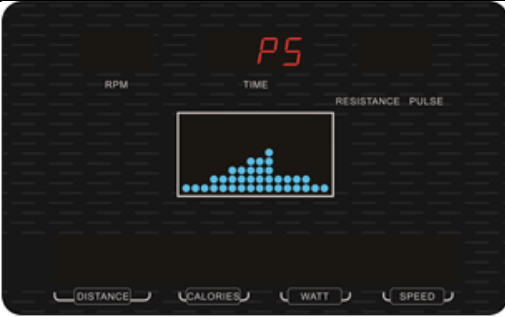 P5
RPM
TIME
RESISTANCE PULSE
DISTANCE
CALORIES
WATT
SPEED